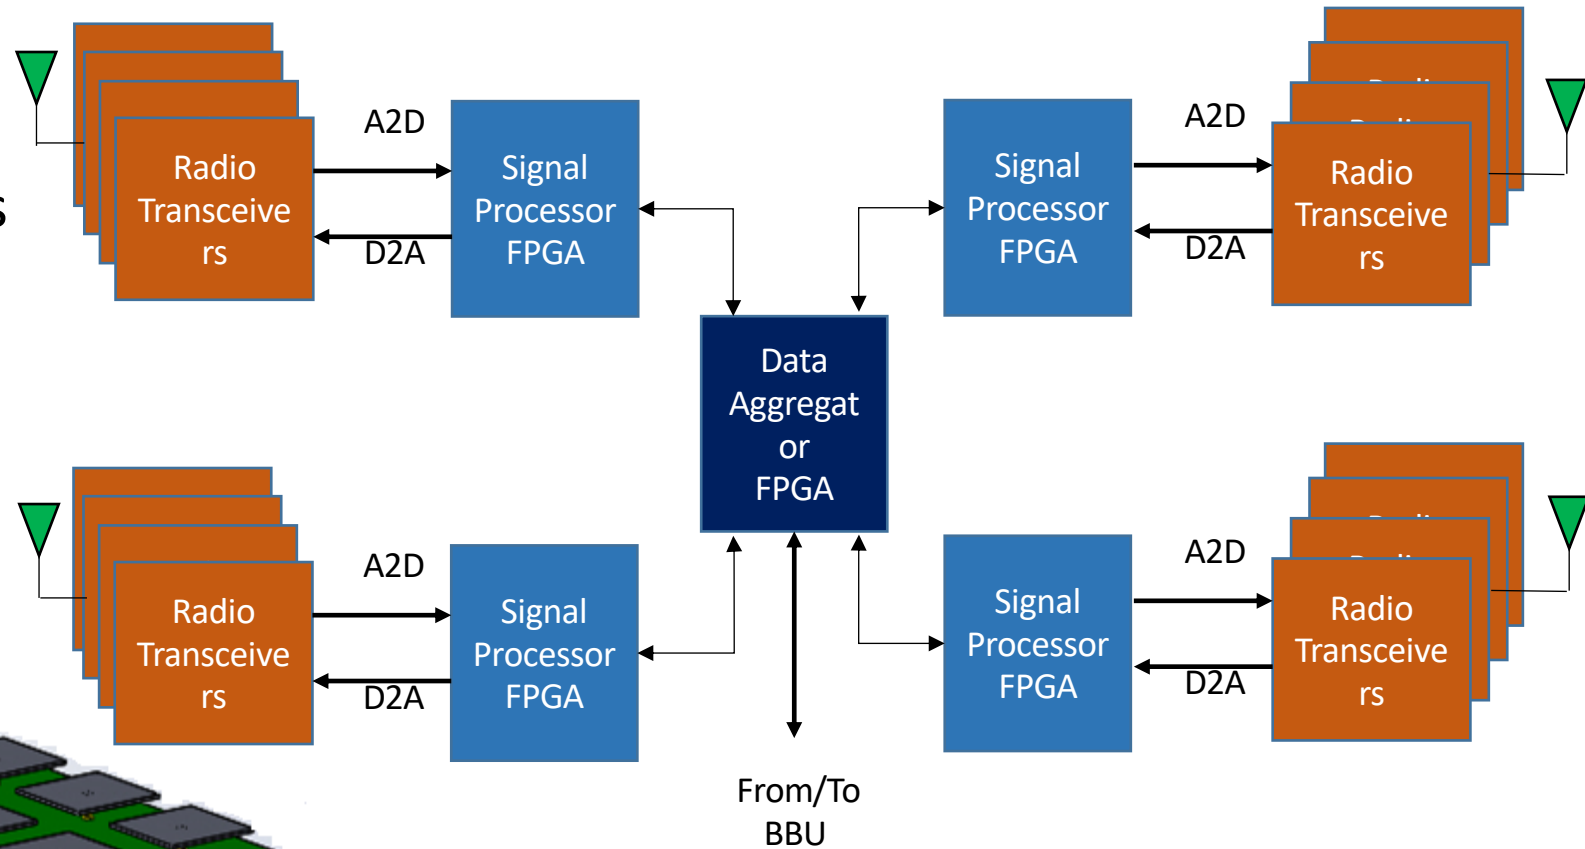 A2D
Radio
Transceive
rs
D2A
Signal
Processor
FPGA
Signal
Processor
FPGA
A2D
D2A
Radio
Transceive
rs
s
Data
Aggregat
or
FPGA
A2D
Radio
Transceive
rs
D2A
Signal
Processor
FPGA
Signal
Processor
FPGA
A2D
D2A
Radio
Transceive
rs
From/To
BBU